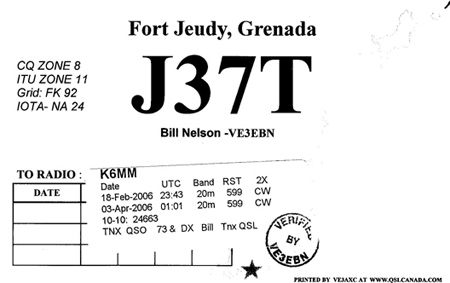 Fort Jeudy, Grenada
CQ ZONE 8
ITU ZONE 11
Grid: FK 92
IOTA- NA 24
J37T
Bill Nelson -VE3EBN
TO RADIO :
DATE
K6MM
Date UTC Band RST 2X
18-Feb-2006 23:43 20m 599 CW
03-Apr-2006 01:01 20m 599 CW
10-10: 24663
TNX QSO 73 & DX Bill Tnx QSL
VERIFIED
BY
VE3EBN
PRINTED BY VE3AXC AT WWW.QSLCANADA.COM